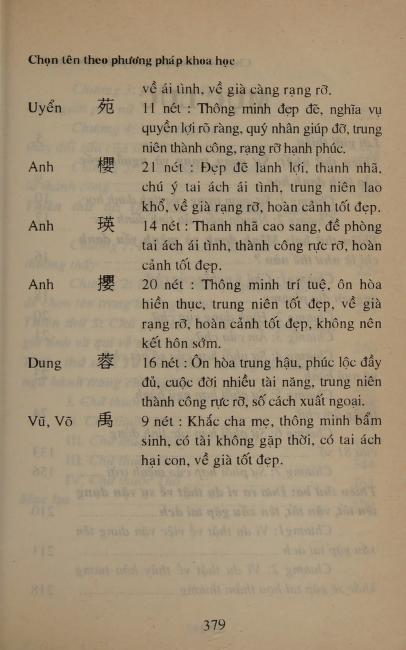 Chọn tên theo phương pháp khoa học
về ái tình, về già càng rạng rỡ.
Uyển 苑 11 nét : Thông minh đẹp đẽ, nghĩa vụ
quyền lợi rõ ràng, quý nhân giúp đỡ, trung
niên thành công, rạng rỡ hạnh phúc.
Anh 櫻 21 nét : Đẹp đẽ lanh lợi, thanh nhã,
chú ý tai ách ái tình, trung niên lao
khổ, về già rạng rỡ, hoàn cảnh tốt đẹp.
Anh 瑛 14 nét : Thanh nhã cao sang, đề phòng
tai ách ái tình, thành công rực rỡ, hoàn
cảnh tốt đẹp.
Anh 攖 20 nét : Thông minh trí tuệ, ôn hòa
hiền thục, trung niên tốt đẹp, về già
rạng rỡ, hoàn cảnh tốt đẹp, không nên
kết hôn sớm.
Dung 蓉 16 nét : Ôn hòa trung hậu, phúc lộc đầy
đủ, cuộc đời nhiều tài năng, trung niên
thành công rực rỡ, số cách xuất ngoại.
Vũ, Võ 禹 9 nét : Khắc cha mẹ, thông minh bẩm
sinh, có tài không gặp thời, có tai ách
hại con, về già tốt đẹp.
379